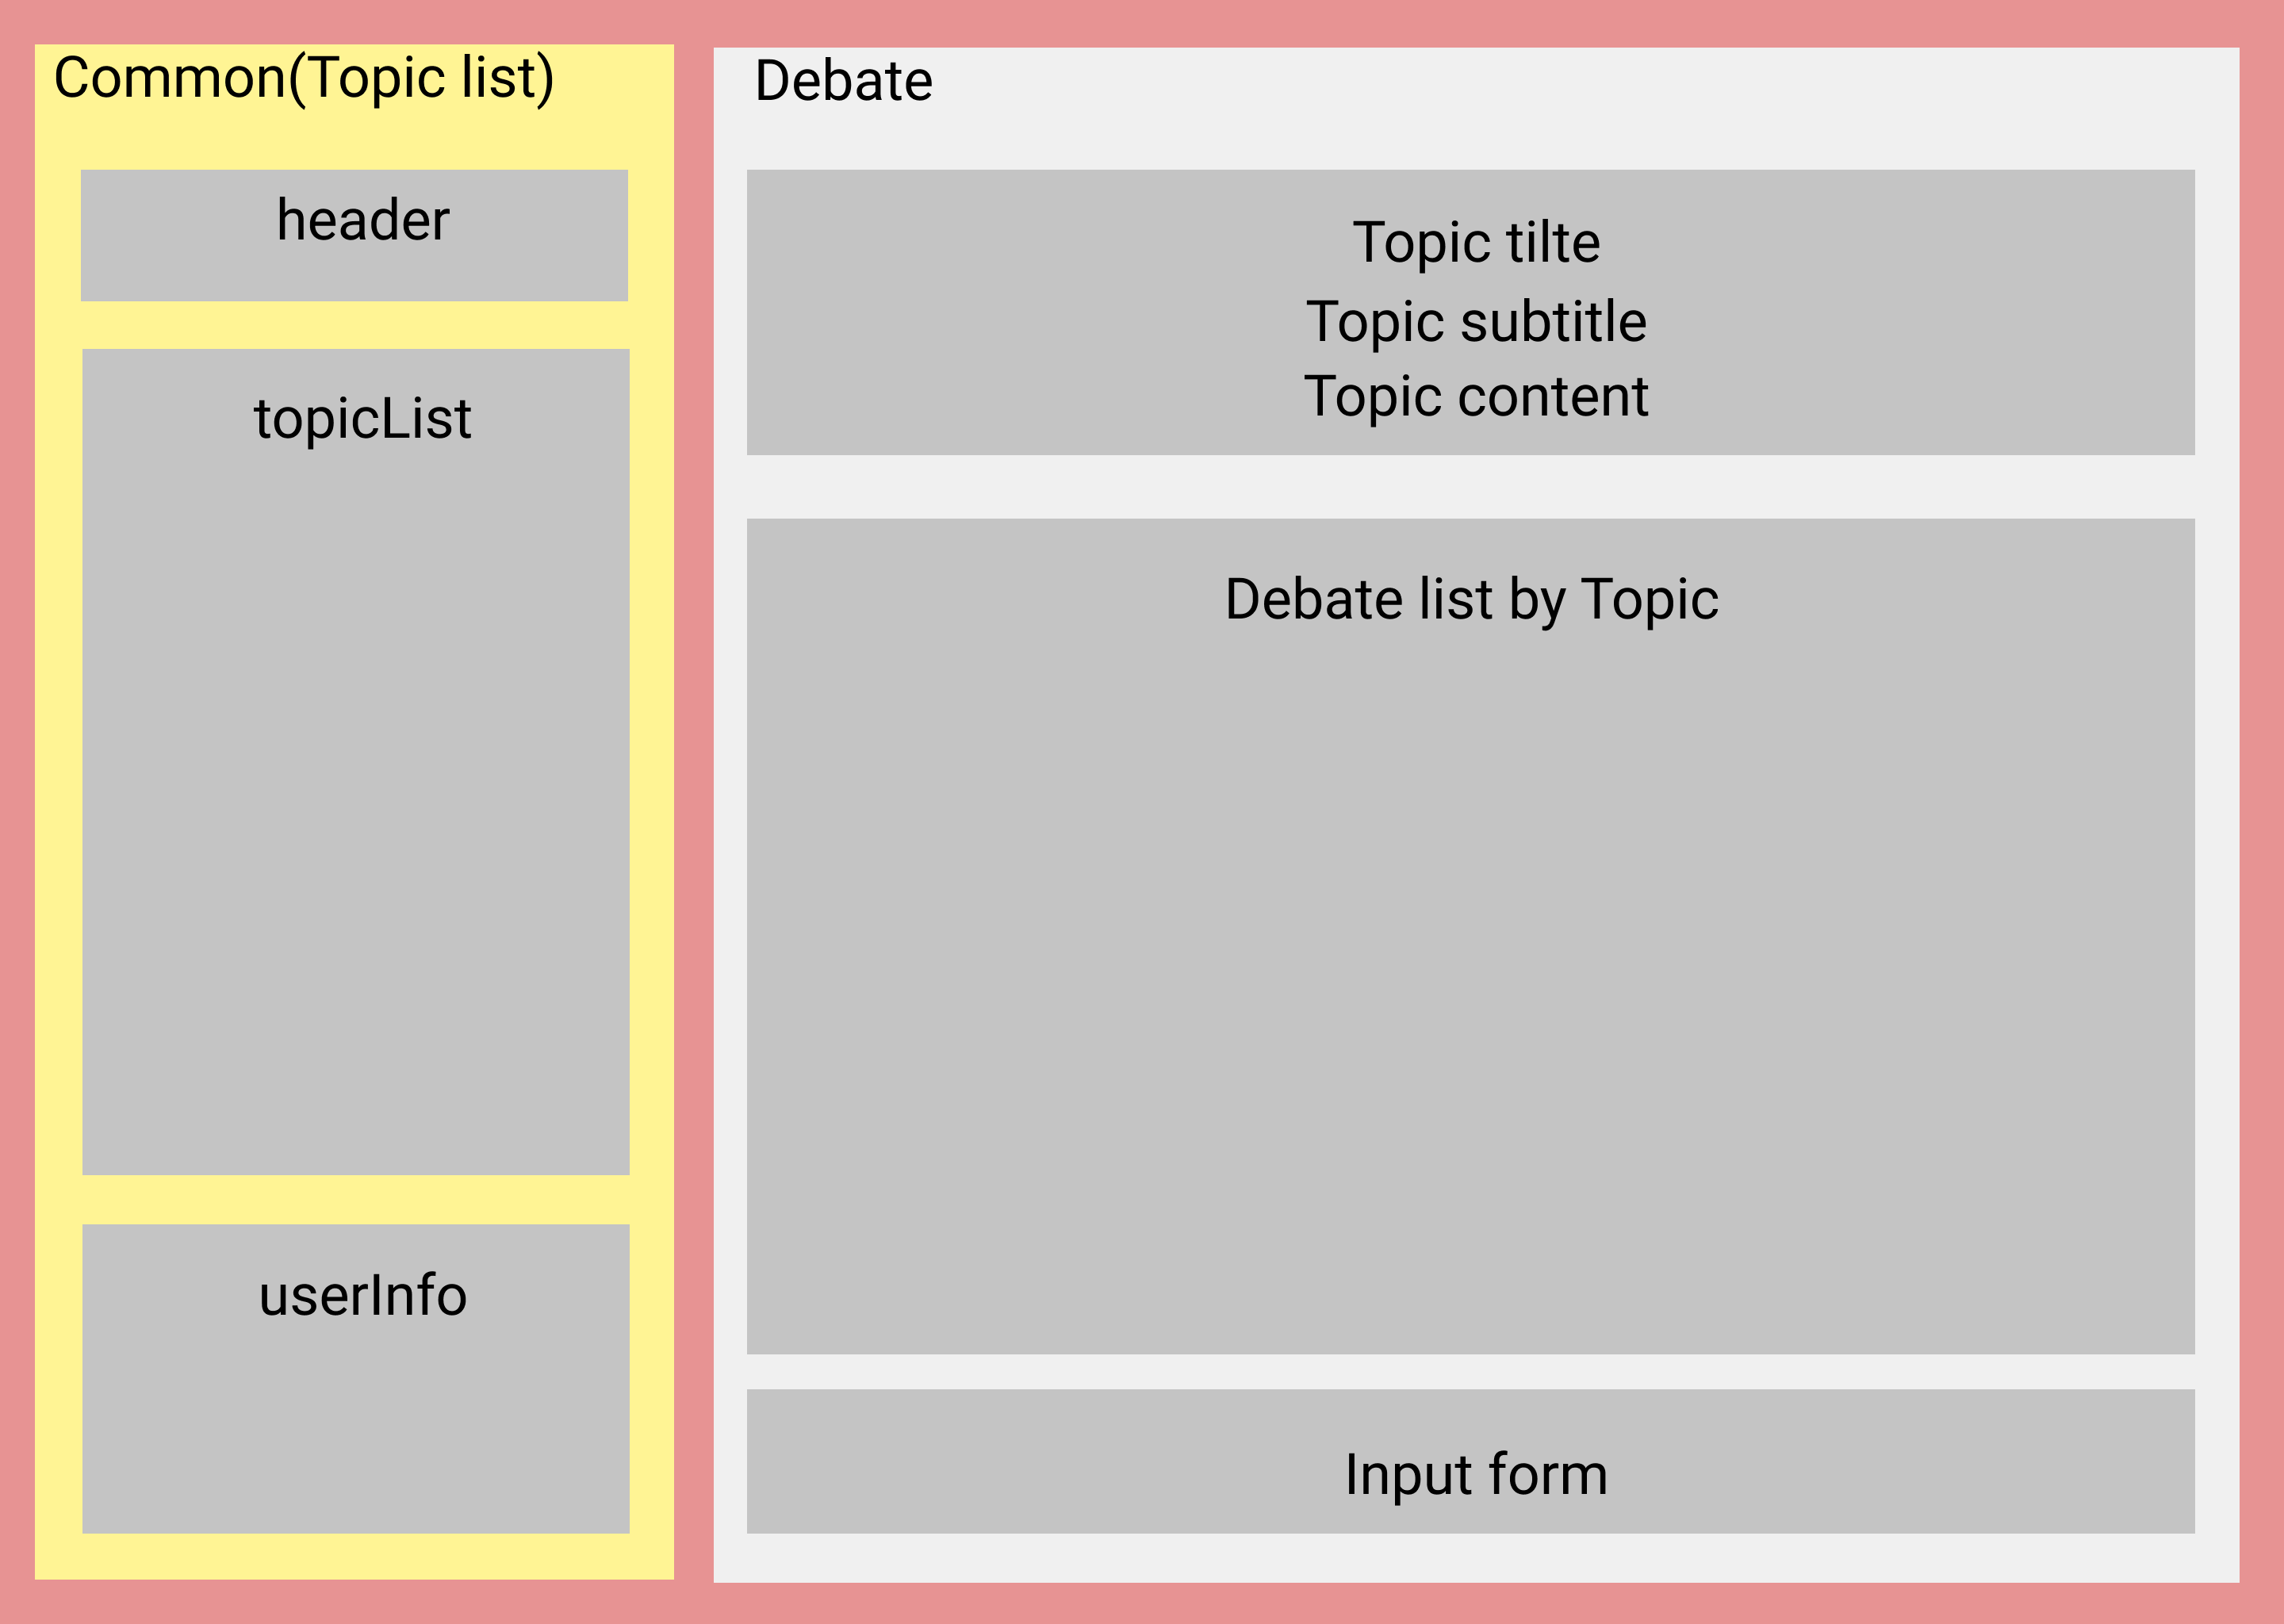 Common(Topic list)
header
topicList
userInfo
Debate
Topic tilte
Topic subtitle
Topic content
Debate list by Topic
Input form